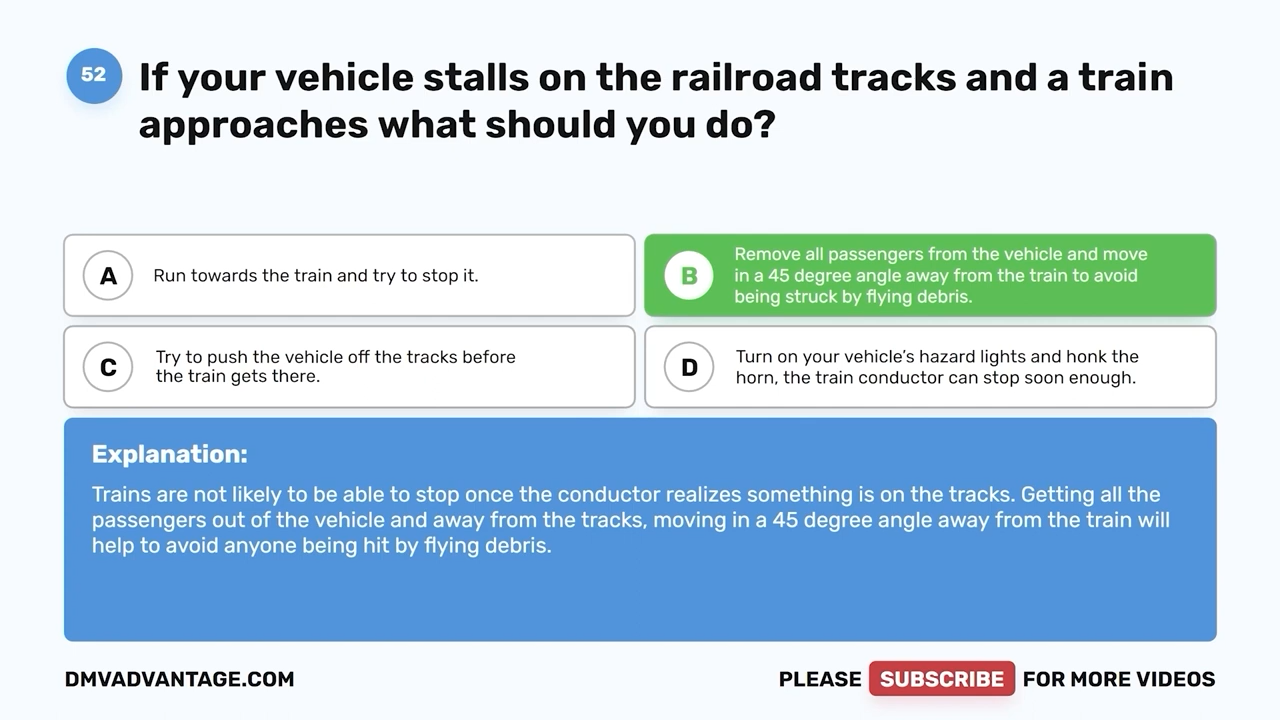 52
If your vehicle stalls on the railroad tracks and a train
approaches what should you do?
A
Run towards the train and try to stop it.
B
Remove all passengers from the vehicle and move
in a 45 degree angle away from the train to avoid
being struck by flying debris.
C
Try to push the vehicle off the tracks before
the train gets there.
D
Turn on your vehicle’s hazard lights and honk the
horn, the train conductor can stop soon enough.
Explanation:
Trains are not likely to be able to stop once the conductor realizes something is on the tracks. Getting all the
passengers out of the vehicle and away from the tracks, moving in a 45 degree angle away from the train will
help to avoid anyone being hit by flying debris.
DMVADVANTAGE.COM
PLEASE SUBSCRIBE FOR MORE VIDEOS